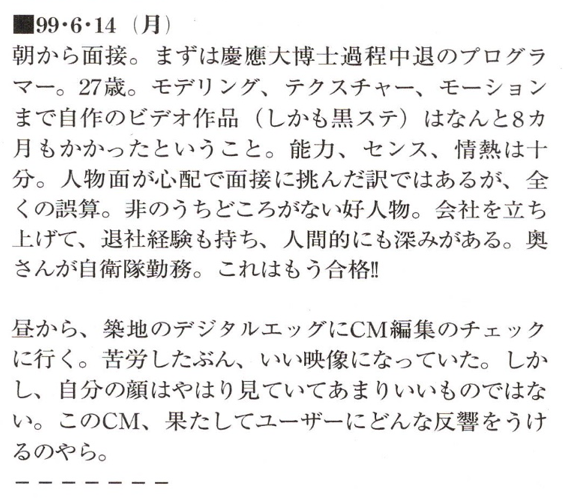 ■99・6・14（月）
朝から面接。まずは慶應大博士過程中退のプログラ
マー。27歳。モデリング、テクスチャー、モーション
まで自作のビデオ作品（しかも黒ステ）はなんと8カ
月もかかったということ。能力、センス、情熱は十
分。人物面が心配で面接に挑んだ訳ではあるが、全
くの誤算。非のうちどころがない好人物。会社を立ち
上げて、退社経験も持ち、人間的にも深みがある。奥
さんが自衛隊勤務。これはもう合格!!
昼から、築地のデジタルエッグにCM編集のチェック
に行く。苦労したぶん、いい映像になっていた。しか
し、自分の顔はやはり見ていてあまりいいものではな
い。このCM、果たしてユーザーにどんな反響をうけ
るのやら。
－－－－－－－